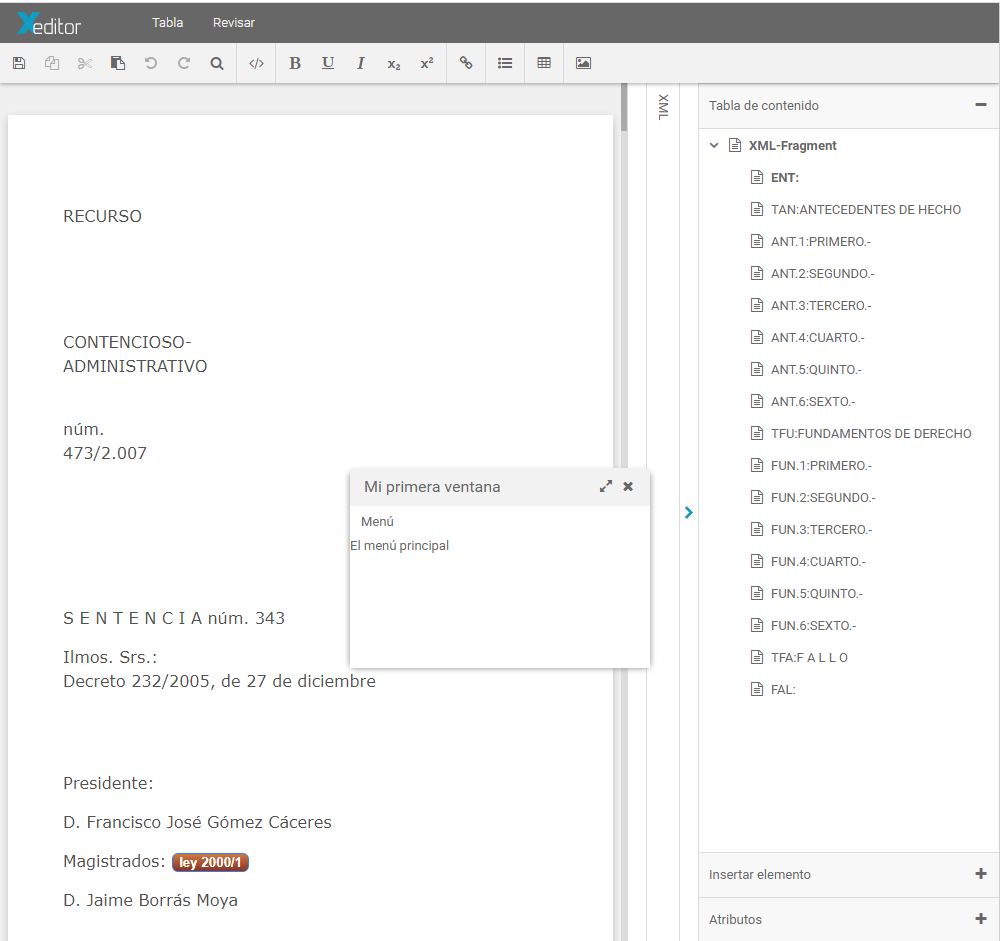 Xeditor
Tabla Revisar
B U I x₂ x²
RECURSO
CONTENCIOSO-
ADMINISTRATIVO
núm.
473/2.007
S E N T E N C I A núm. 343
Ilmos. Srs.:
Decreto 232/2005, de 27 de diciembre
Presidente:
D. Francisco José Gómez Cáceres
Magistrados: ley 2000/1
D. Jaime Borrás Moya
Mi primera ventana
Menú
El menú principal
XML
Tabla de contenido
XML-Fragment
ENT:
TAN:ANTECEDENTES DE HECHO
ANT.1:PRIMERO.-
ANT.2:SEGUNDO.-
ANT.3:TERCERO.-
ANT.4:CUARTO.-
ANT.5:QUINTO.-
ANT.6:SEXTO.-
TFU:FUNDAMENTOS DE DERECHO
FUN.1:PRIMERO.-
FUN.2:SEGUNDO.-
FUN.3:TERCERO.-
FUN.4:CUARTO.-
FUN.5:QUINTO.-
FUN.6:SEXTO.-
TFA:F A L L O
FAL:
Insertar elemento
Atributos